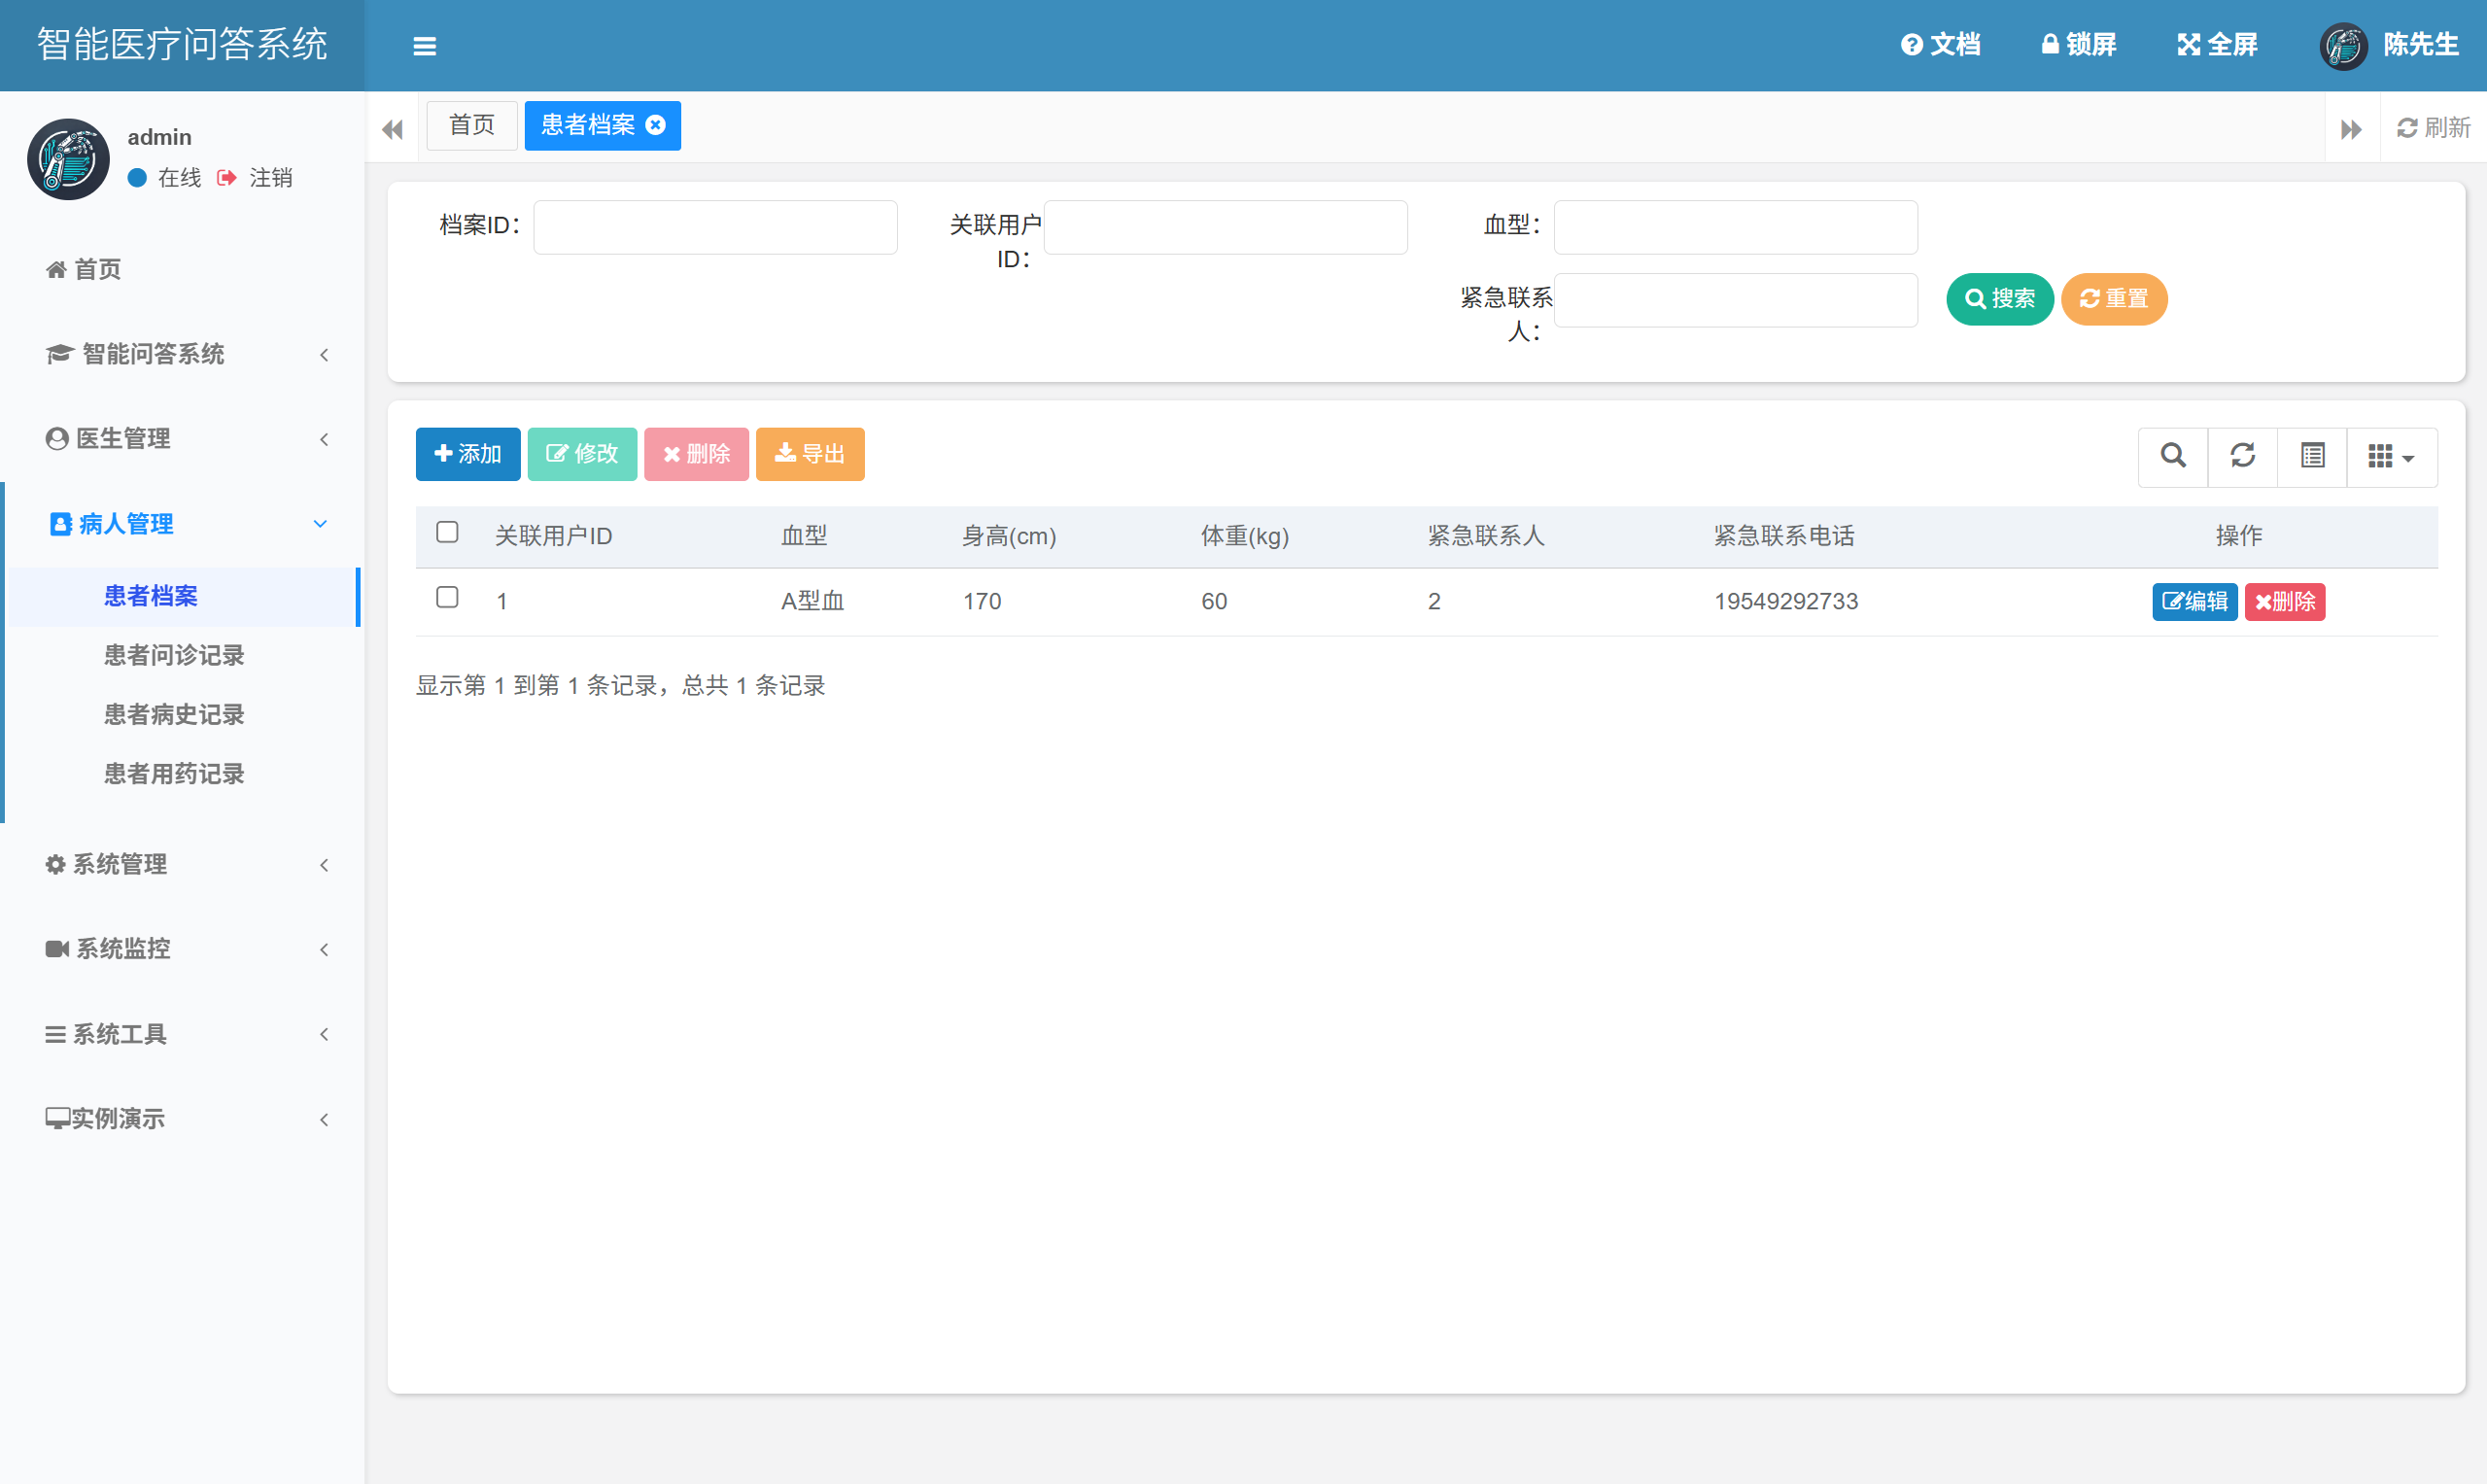 智能医疗问答系统
文档 锁屏 全屏 陈先生
admin
在线 注销
首页 患者档案 刷新
首页
智能问答系统
医生管理
病人管理
患者档案
患者问诊记录
患者病史记录
患者用药记录
系统管理
系统监控
系统工具
实例演示
档案ID：
关联用户
ID：
血型：
紧急联系
人：
搜索 重置
添加 修改 删除 导出
关联用户ID 血型 身高(cm) 体重(kg) 紧急联系人 紧急联系电话 操作
1 A型血 170 60 2 19549292733 编辑 删除
显示第 1 到第 1 条记录，总共 1 条记录